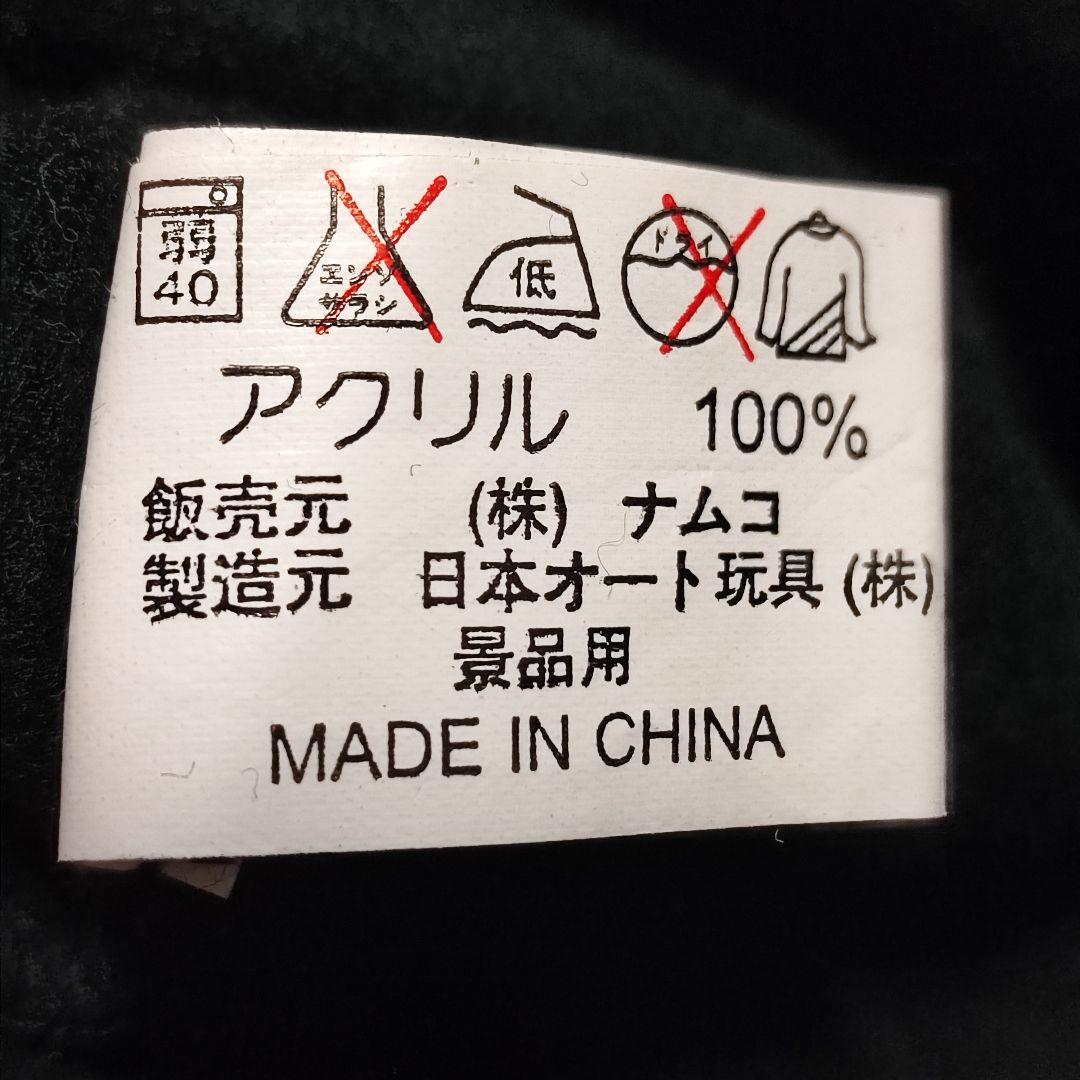 弱 40 エンソ サラシ 低 ドライ
アクリル 100%
飯売元 (株) ナムコ
製造元 日本オート玩具 (株)
景品用
MADE IN CHINA